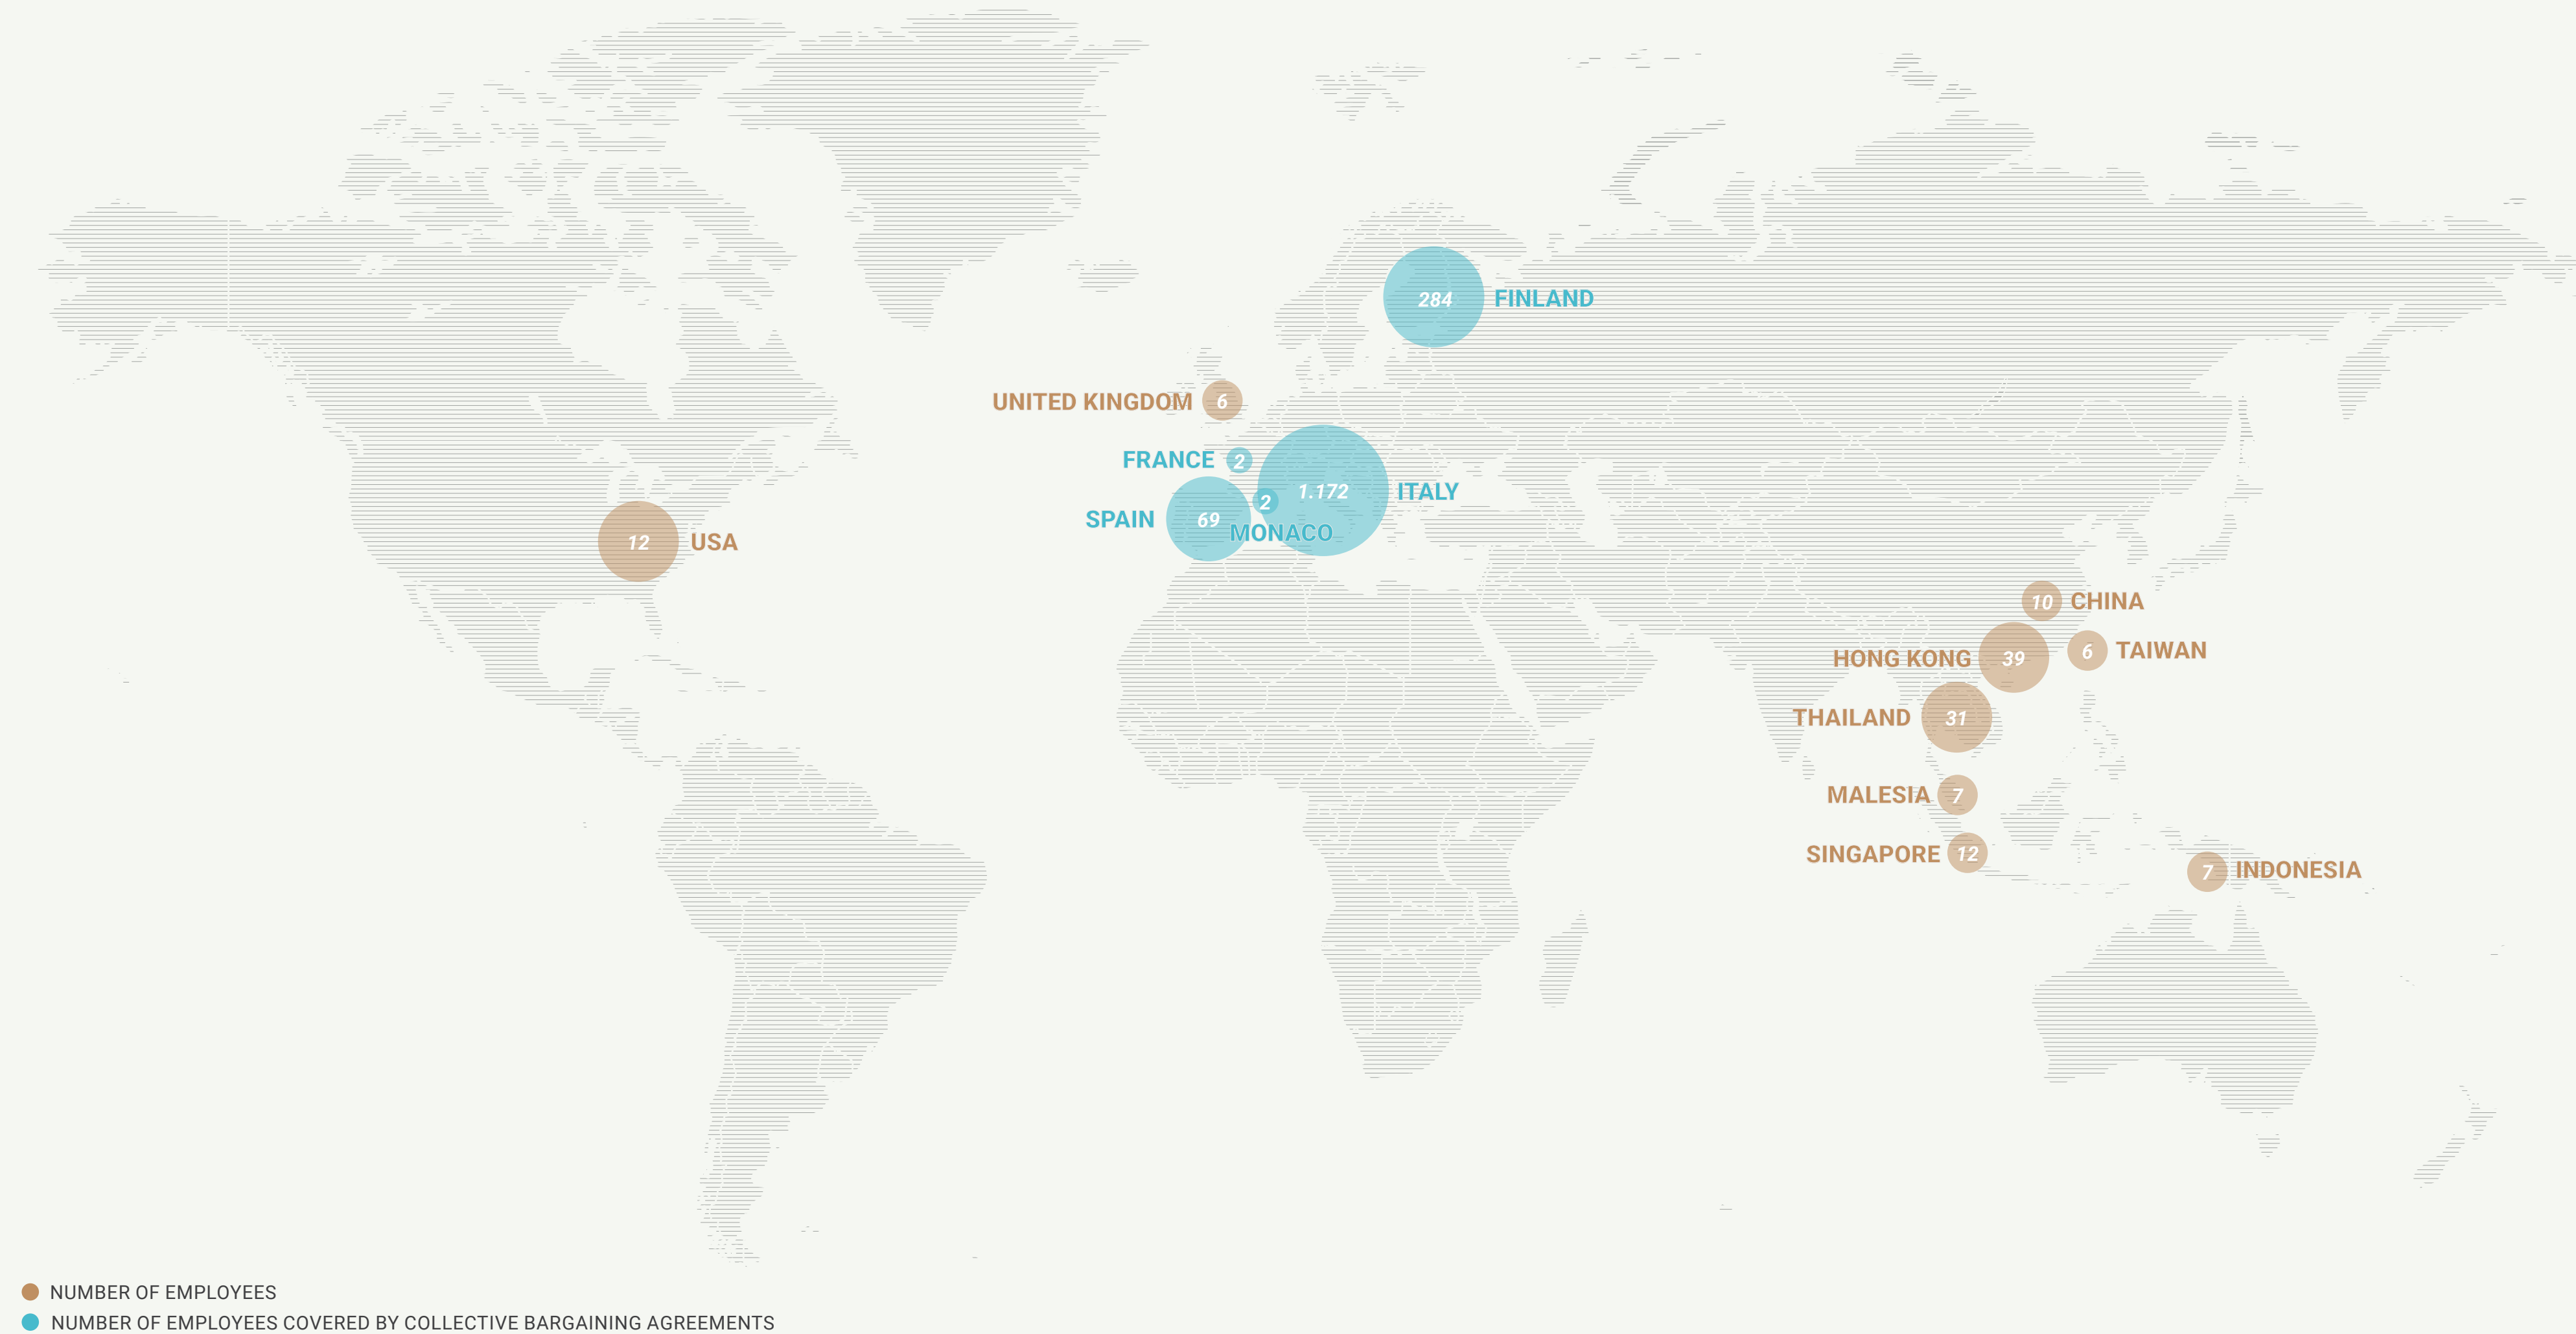 284 FINLAND
UNITED KINGDOM 6
FRANCE 2
1.172 ITALY
2
MONACO
SPAIN 69
12 USA
10 CHINA
6 TAIWAN
HONG KONG 39
THAILAND 31
MALESIA 7
SINGAPORE 12
7 INDONESIA
NUMBER OF EMPLOYEES
NUMBER OF EMPLOYEES COVERED BY COLLECTIVE BARGAINING AGREEMENTS